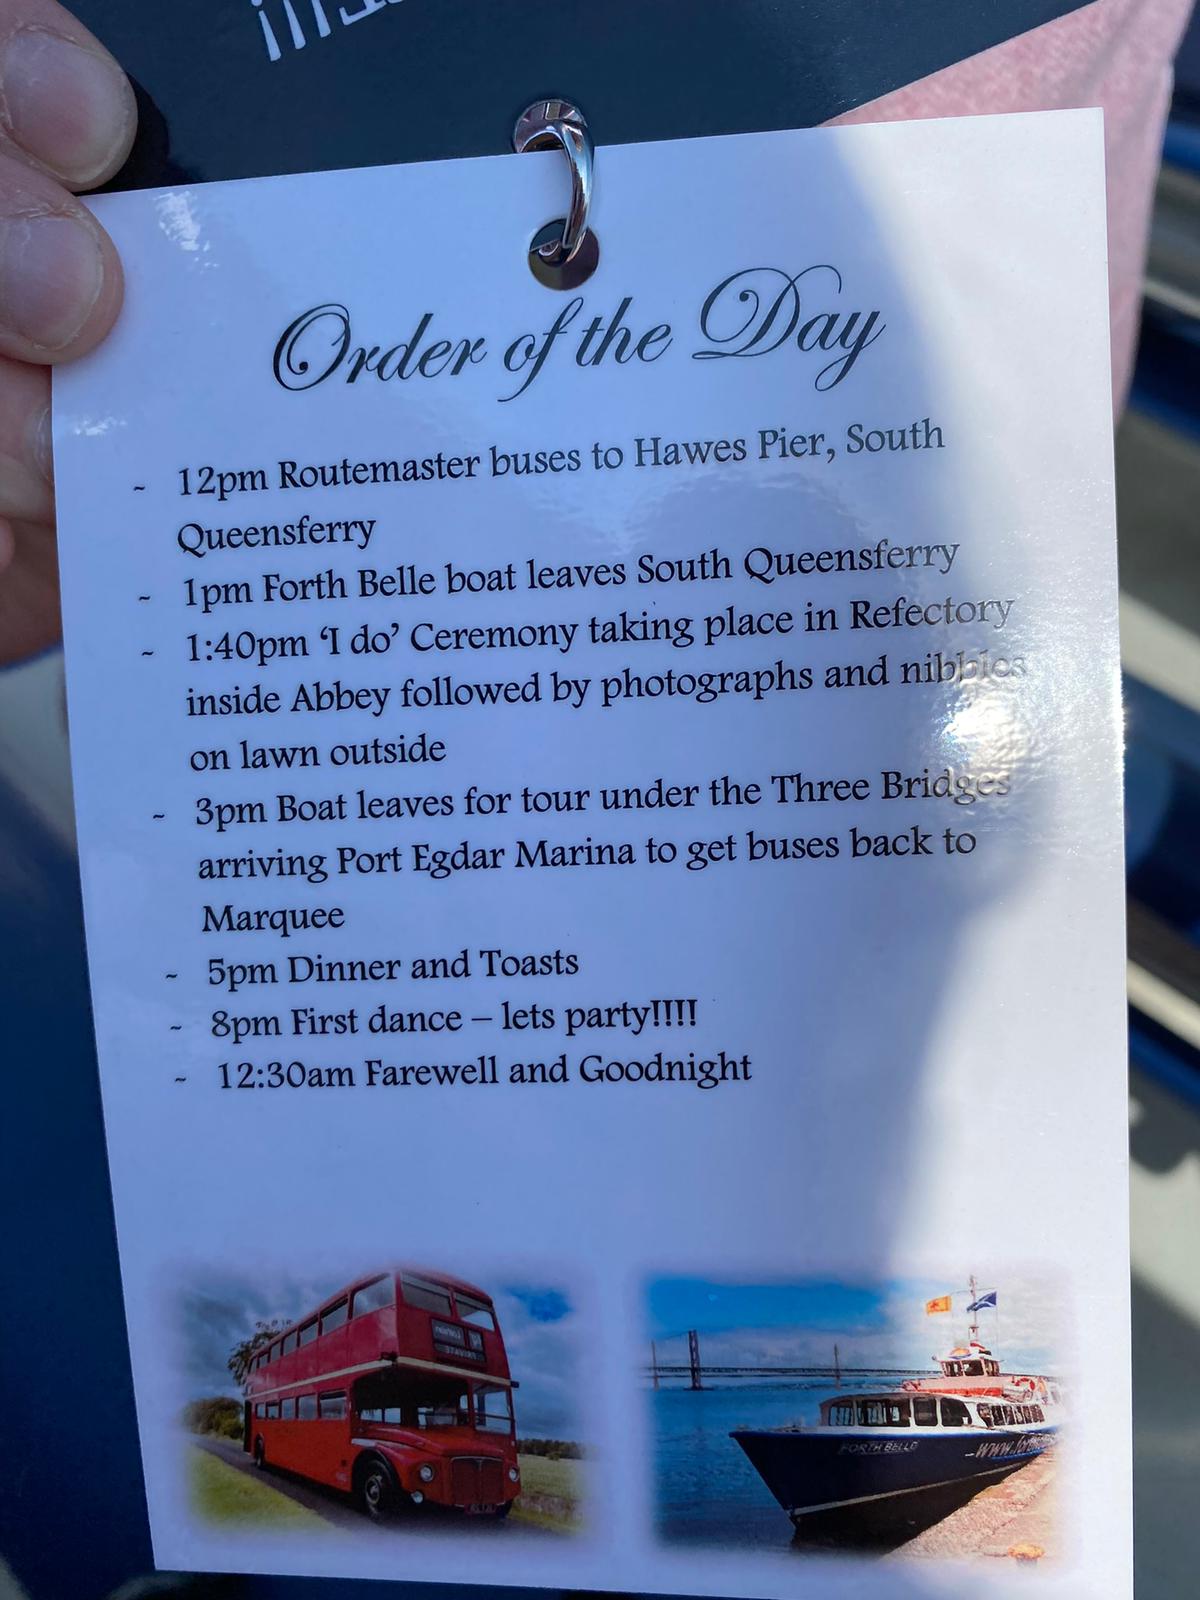 Order of the Day
~ 12pm Routemaster buses to Hawes Pier, South
Queensferry
~ 1pm Forth Belle boat leaves South Queensferry
~ 1:40pm ‘I do’ Ceremony taking place in Refectory
inside Abbey followed by photographs and nibbles
on lawn outside
~ 3pm Boat leaves for tour under the Three Bridges
arriving Port Egdar Marina to get buses back to
Marquee
~ 5pm Dinner and Toasts
~ 8pm First dance – lets party!!!!
~ 12:30am Farewell and Goodnight
FORTH BELLE